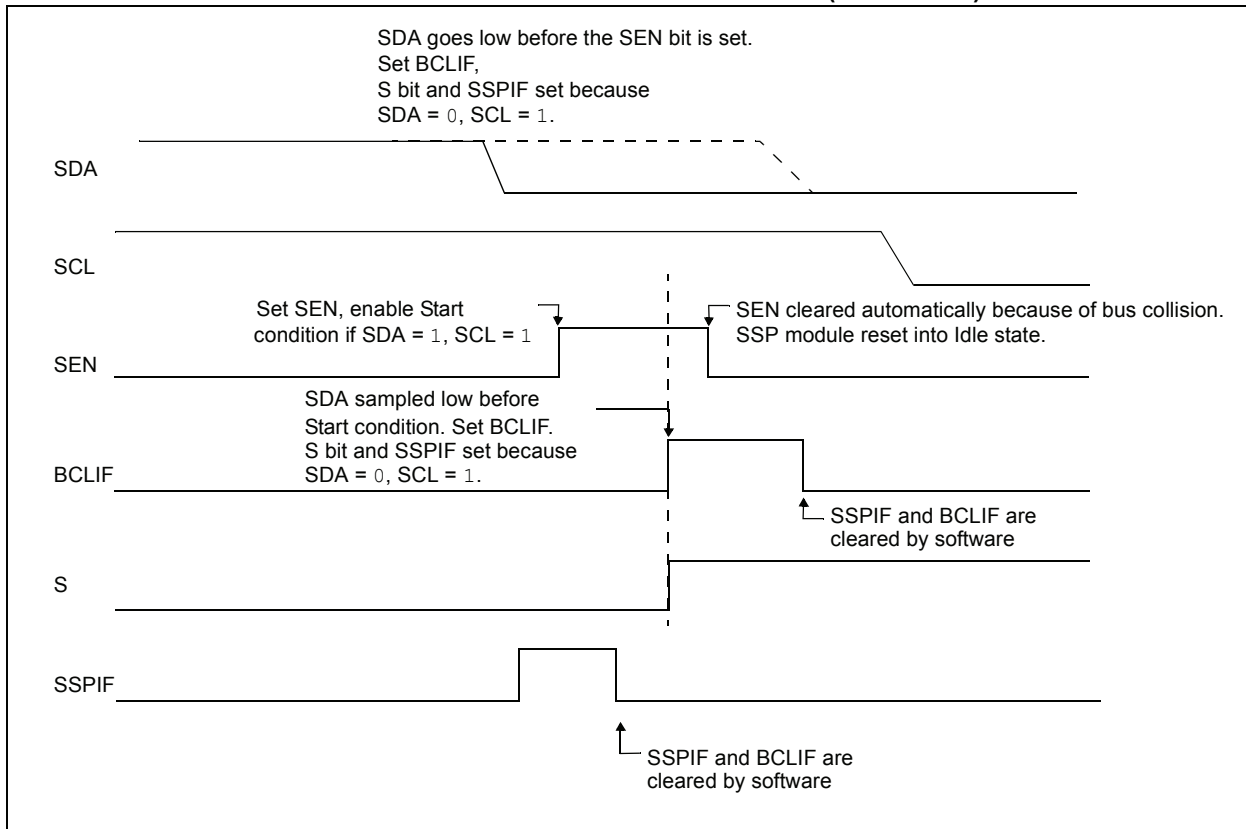 SDA goes low before the SEN bit is set.
Set BCLIF,
S bit and SSPIF set because
SDA = 0, SCL = 1.
SDA
SCL
Set SEN, enable Start
condition if SDA = 1, SCL = 1
SEN cleared automatically because of bus collision.
SSP module reset into Idle state.
SEN
SDA sampled low before
Start condition. Set BCLIF.
S bit and SSPIF set because
SDA = 0, SCL = 1.
BCLIF
SSPIF and BCLIF are
cleared by software
S
SSPIF
SSPIF and BCLIF are
cleared by software